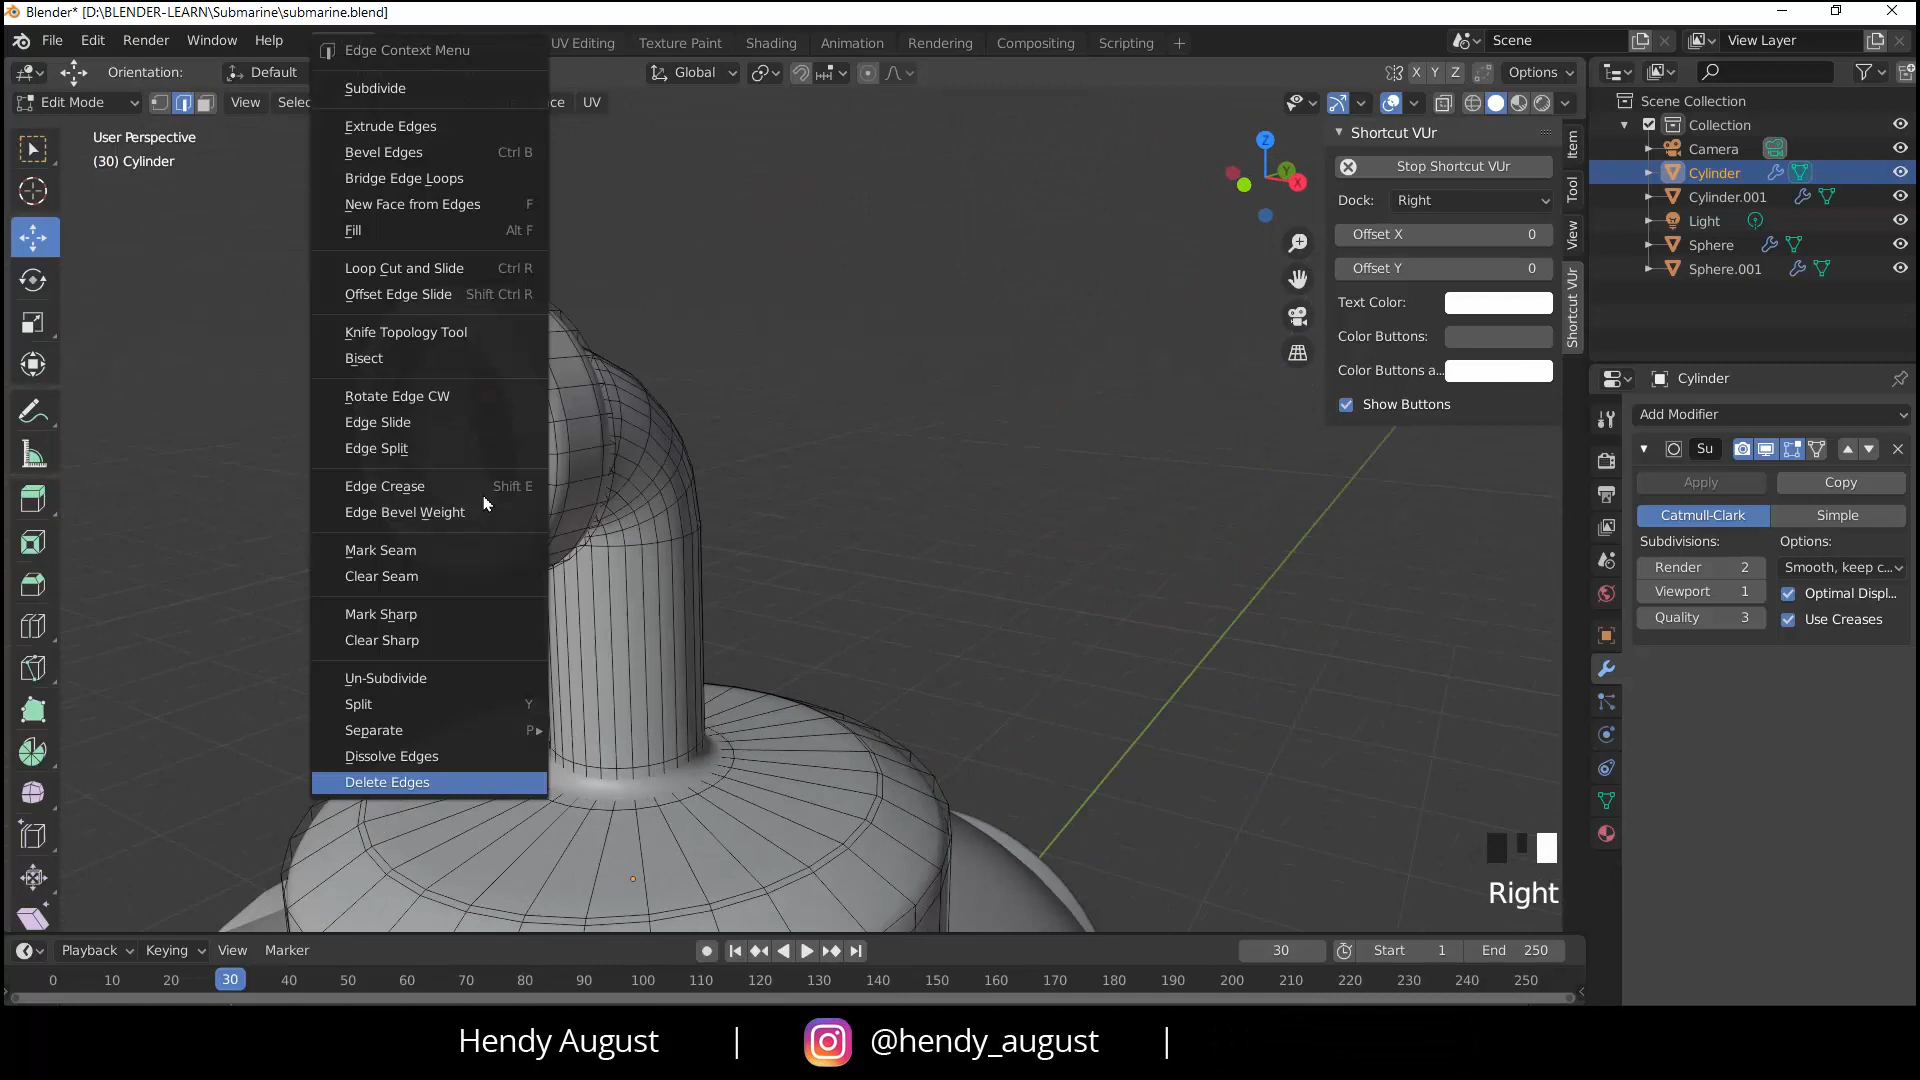 Blender* [D:\BLENDER-LEARN\Submarine\submarine.blend]
File Edit Render Window Help
UV Editing Texture Paint Shading Animation Rendering Compositing Scripting
Scene
View Layer
Orientation: Default
Global
X Y Z
Options
Edit Mode
View
Selec
ce
UV
User Perspective
(30) Cylinder
Edge Context Menu
Subdivide
Extrude Edges
Bevel Edges Ctrl B
Bridge Edge Loops
New Face from Edges F
Fill Alt F
Loop Cut and Slide Ctrl R
Offset Edge Slide Shift Ctrl R
Knife Topology Tool
Bisect
Rotate Edge CW
Edge Slide
Edge Split
Edge Crease Shift E
Edge Bevel Weight
Mark Seam
Clear Seam
Mark Sharp
Clear Sharp
Un-Subdivide
Split Y
Separate P
Dissolve Edges
Delete Edges
Z
Y
X
Shortcut VUr
Stop Shortcut VUr
Dock: Right
Offset X 0
Offset Y 0
Text Color:
Color Buttons:
Color Buttons a...
Show Buttons
Item
Tool
View
Shortcut VUr
Scene Collection
Collection
Camera
Cylinder
Cylinder.001
Light
Sphere
Sphere.001
Cylinder
Add Modifier
Su
Apply Copy
Catmull-Clark Simple
Subdivisions: Options:
Render 2 Smooth, keep c...
Viewport 1 Optimal Displ...
Quality 3 Use Creases
Right
Playback Keying View Marker
30 Start 1 End 250
0 10 20 30 40 50 60 70 80 90 100 110 120 130 140 150 160 170 180 190 200 210 220 230 240 250
Hendy August | @hendy_august |